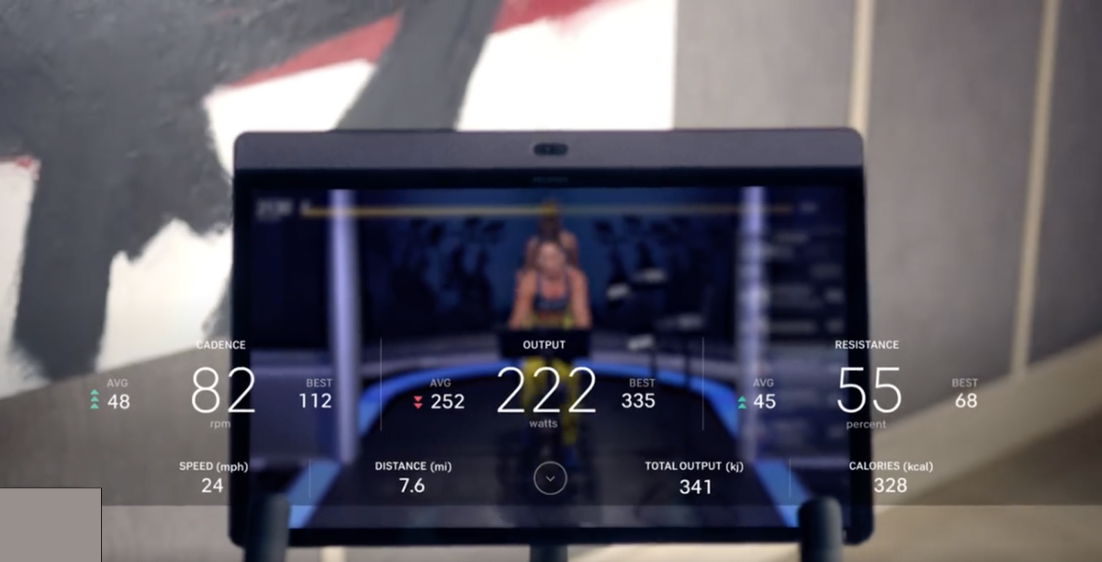 CADENCE
AVG
48
82
rpm
BEST
112
OUTPUT
AVG
252
222
watts
BEST
335
RESISTANCE
AVG
45
55
percent
BEST
68
SPEED (mph)
24
DISTANCE (mi)
7.6
TOTAL OUTPUT (kj)
341
CALORIES (kcal)
328